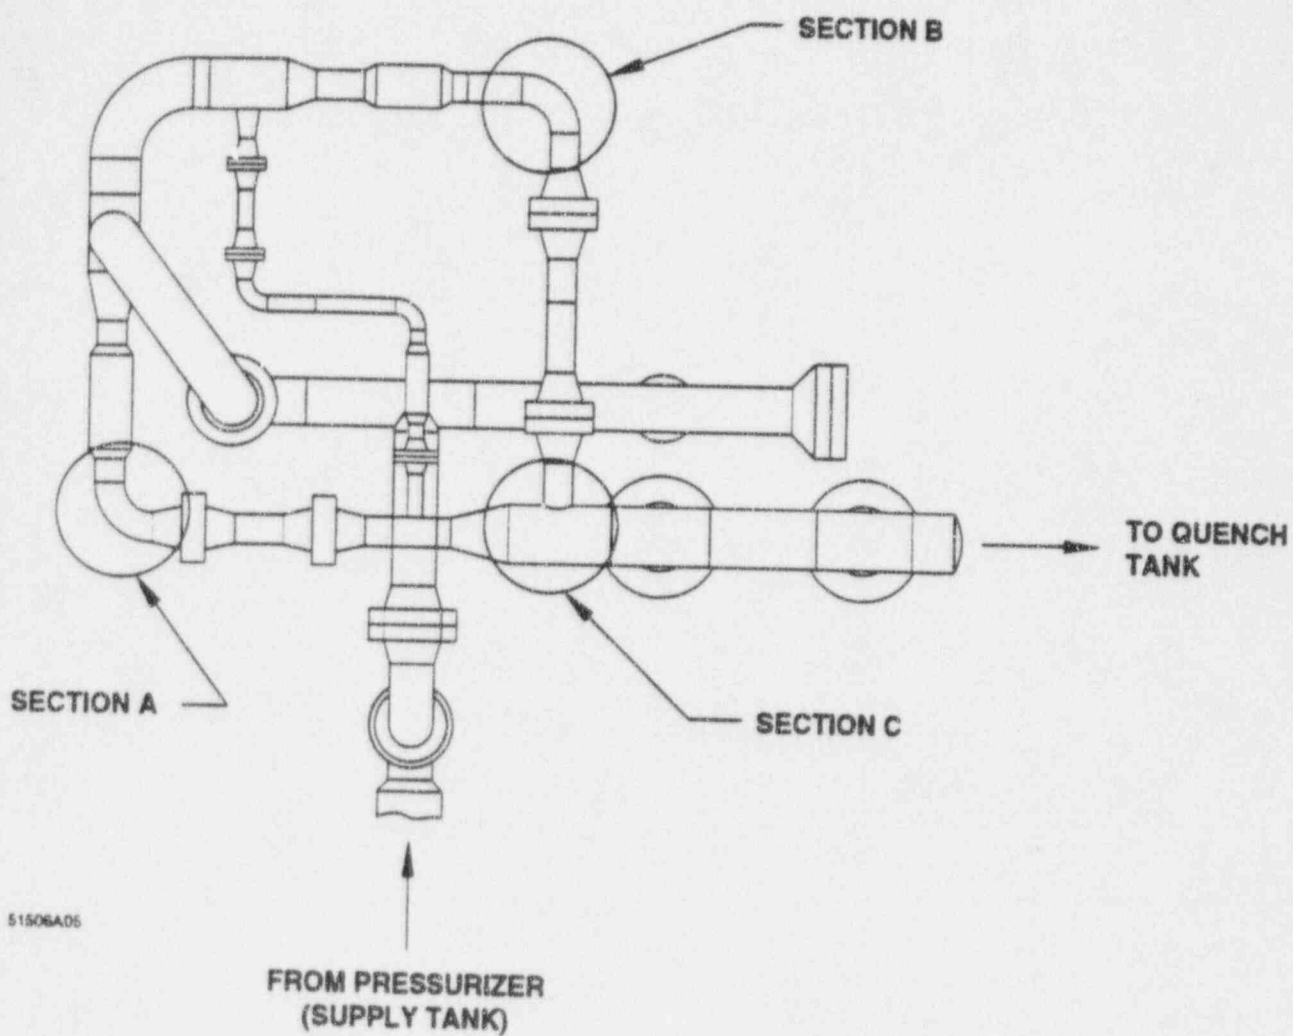 SECTION B
TO QUENCH
TANK
SECTION A
SECTION C
51506A05
FROM PRESSURIZER
(SUPPLY TANK)